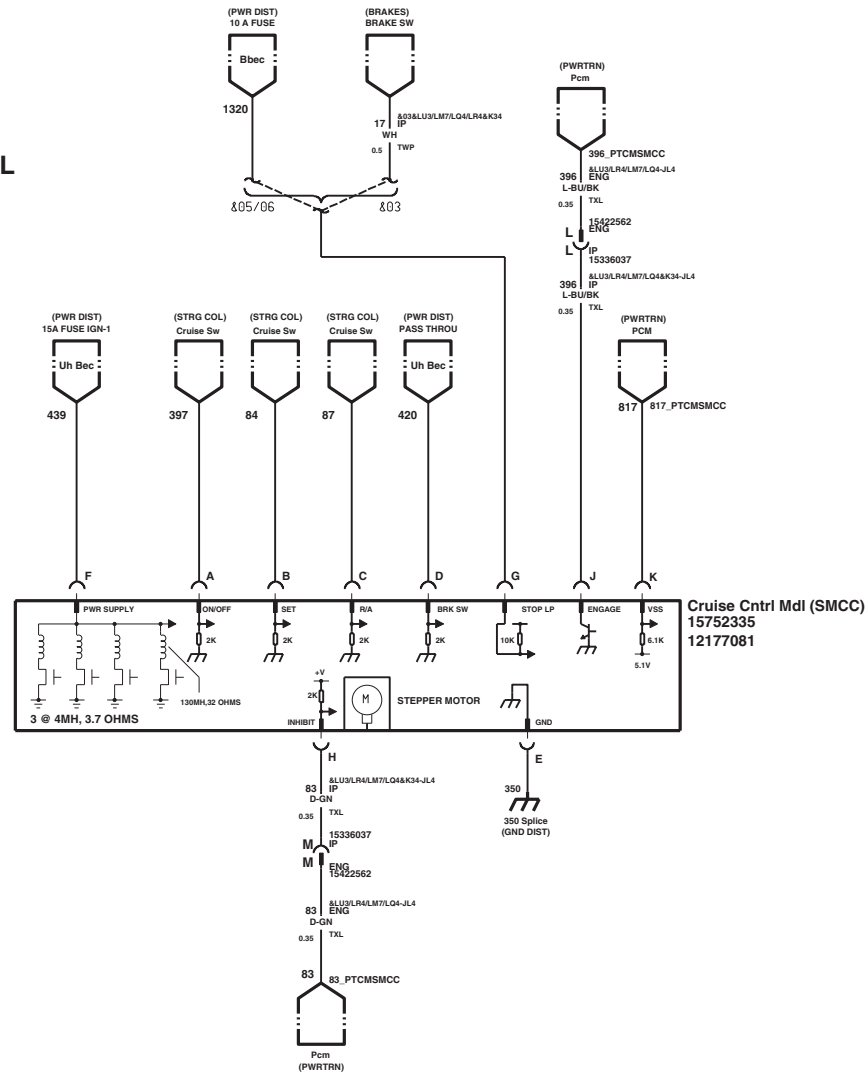 (PWR DIST)
10 A FUSE
Bbec
1320
(BRAKES)
BRAKE SW
&03&LU3/LM7/LQ4/LR4&K34
17 IP
WH
0.5 TWP
&05/06
&03
L
(PWRTRN)
Pcm
396_PTCMSMCC
&LU3/LR4/LM7/LQ4-JL4
396 ENG
L-BU/BK
0.35 TXL
15422562
L ENG
L IP
15336037
&LU3/LR4/LM7/LQ4&K34-JL4
396 IP
L-BU/BK
0.35 TXL
(PWR DIST)
15A FUSE IGN-1
Uh Bec
439
(STRG COL)
Cruise Sw
397
(STRG COL)
Cruise Sw
84
(STRG COL)
Cruise Sw
87
(PWR DIST)
PASS THROU
Uh Bec
420
(PWRTRN)
PCM
817 817_PTCMSMCC
F A B C D G J K
PWR SUPPLY ON/OFF SET R/A BRK SW STOP LP ENGAGE VSS
2K 2K 2K 2K 10K 6.1K
5.1V
Cruise Cntrl Mdl (SMCC)
15752335
12177081
130MH,32 OHMS
3 @ 4MH, 3.7 OHMS
+V
2K
INHIBIT
M
STEPPER MOTOR
GND
H
E
&LU3/LR4/LM7/LQ4&K34-JL4
83 IP
D-GN
0.35 TXL
15336037
M IP
M ENG
15422562
&LU3/LR4/LM7/LQ4-JL4
83 ENG
D-GN
0.35 TXL
83 83_PTCMSMCC
Pcm
(PWRTRN)
350
350 Splice
(GND DIST)